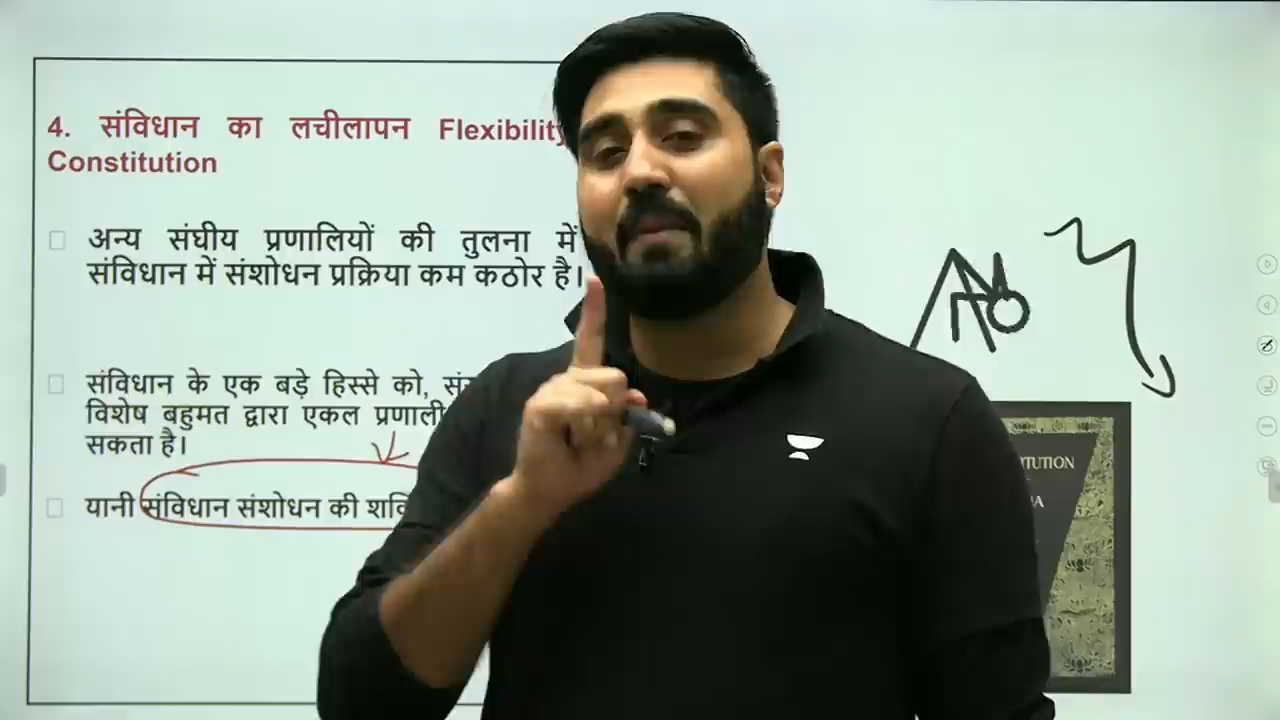 4. संविधान का लचीलापन Flexibility
Constitution
अन्य संघीय प्रणालियों की तुलना में
संविधान में संशोधन प्रक्रिया कम कठोर है।
संविधान के एक बड़े हिस्से को,
विशेष बहुमत द्वारा एकल प्रणाली
सकता है।
यानी संविधान संशोधन की